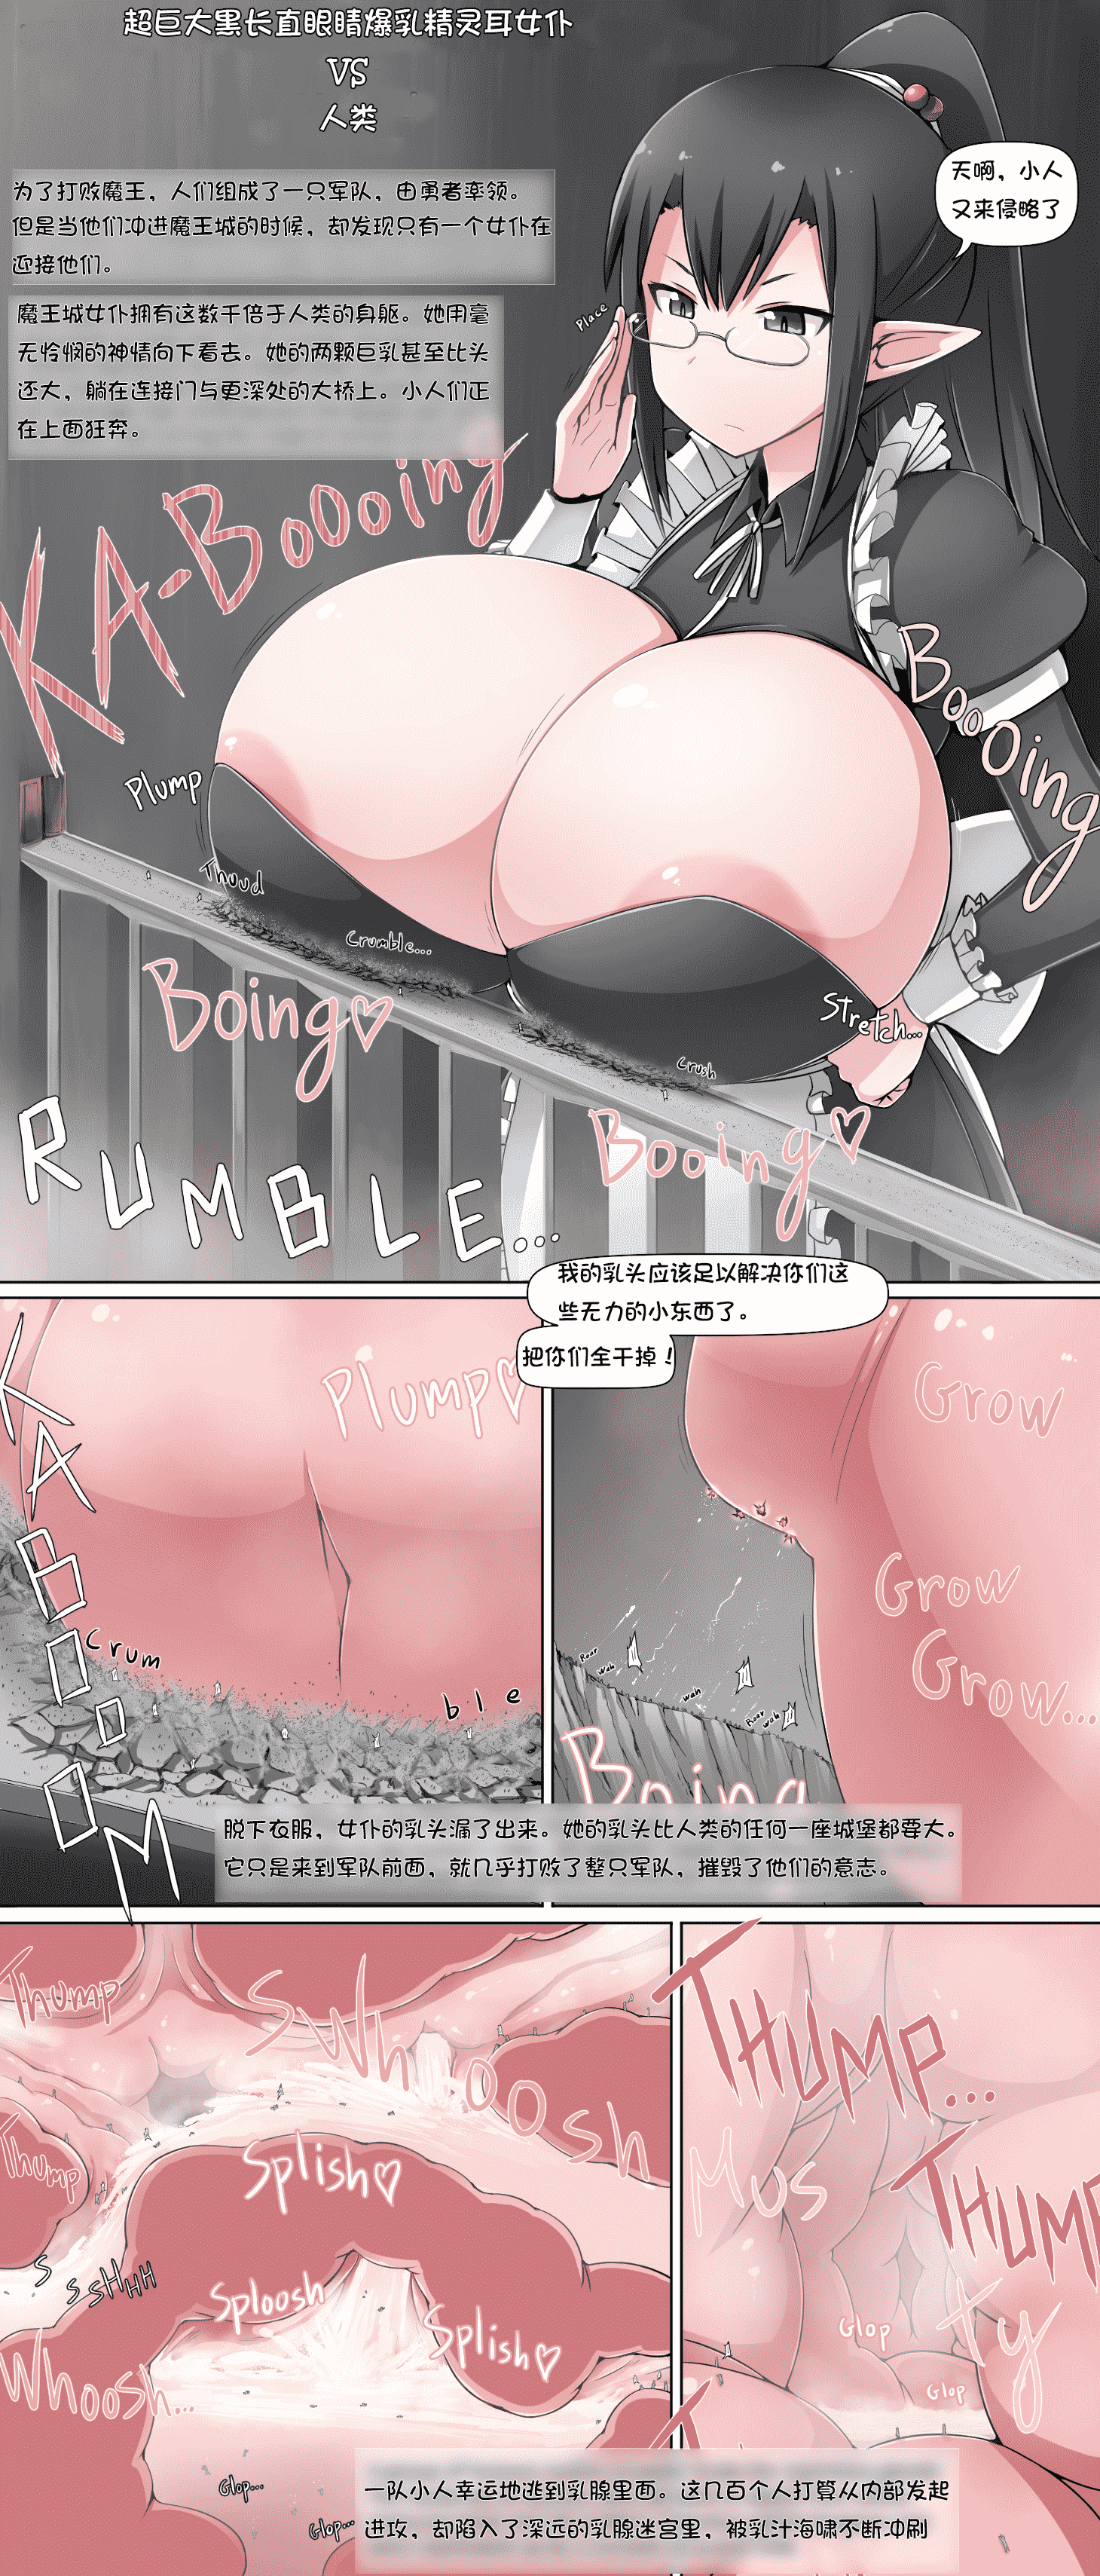 超巨大黑长直眼睛爆乳精灵耳女仆
VS
人类
天啊，小人
又来侵略了
为了打败魔王，人们组成了一只军队，由勇者率领。
但是当他们冲进魔王城的时候，却发现只有一个女仆在
迎接他们。
魔王城女仆拥有这数千倍于人类的身躯。她用毫
无怜悯的神情向下看去。她的两颗巨乳甚至比头
还大，躺在连接门与更深处的大桥上。小人们正
在上面狂奔。
Place
KA-BoOOoing
BoooOing
Plump
Thuud
Crumble...
Boing♡
Stretch...
Crush
Booing♡
RUMBLE...
我的乳头应该足以解决你们这
些无力的小东西了。
把你们全干掉！
KABOOOM
Plump♡
Crum
ble
Grow
Grow
Grow...
Roar
Wah
wah
Roar
wah
Boing
脱下衣服，女仆的乳头漏了出来。她的乳头比人类的任何一座城堡都要大。
它只是来到军队前面，就几乎打败了整只军队，摧毁了他们的意志。
Thump
SWhOOsh
Thump
Splish♡
SSSHHH
Sploosh
Splish♡
Whoosh...
Glop...
Glop...
THUMP...
MUS
THUMP
ty
Glop
Glop
一队小人幸运地逃到乳腺里面。这几百个人打算从内部发起
进攻，却陷入了深远的乳腺迷宫里，被乳汁海啸不断冲刷